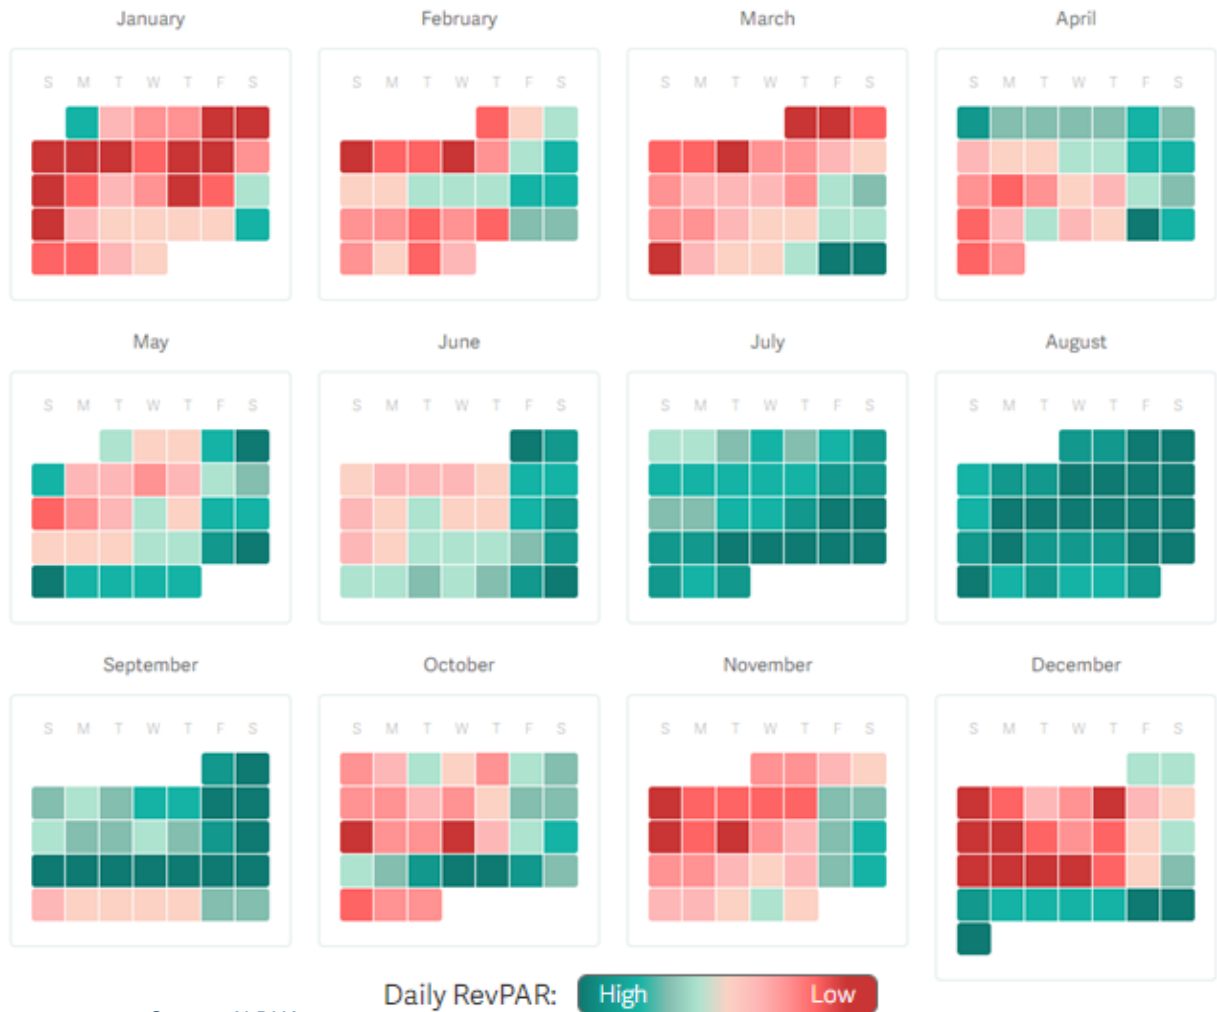 January February March April
S M T W T F S S M T W T F S S M T W T F S S M T W T F S
May June July August
S M T W T F S S M T W T F S S M T W T F S S M T W T F S
September October November December
S M T W T F S S M T W T F S S M T W T F S S M T W T F S
Daily RevPAR: High Low